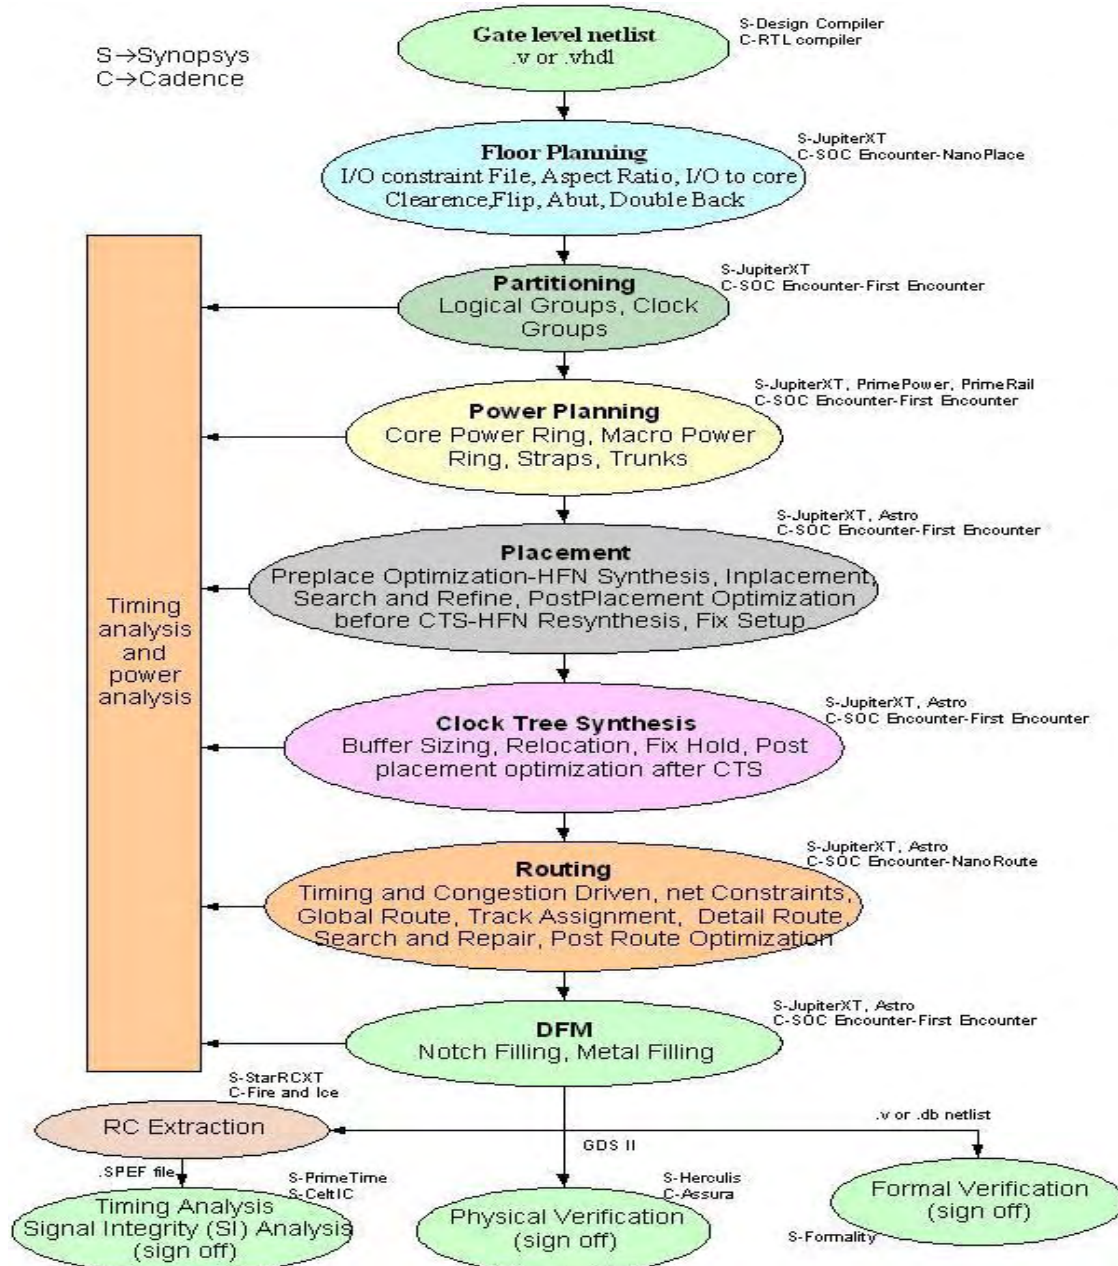 S→Synopsys
C→Cadence
Gate level netlist
.v or .vhdl
S-Design Compiler
C-RTL compiler
Floor Planning
I/O constraint File, Aspect Ratio, I/O to core
Clearence,Flip, Abut, Double Back
S-JupiterXT
C-SOC Encounter-NanoPlace
Partitioning
Logical Groups, Clock
Groups
S-JupiterXT
C-SOC Encounter-First Encounter
Power Planning
Core Power Ring, Macro Power
Ring, Straps, Trunks
S-JupiterXT, PrimePower, PrimeRail
C-SOC Encounter-First Encounter
Placement
Preplace Optimization-HFN Synthesis, Inplacement,
Search and Refine, PostPlacement Optimization
before CTS-HFN Resynthesis, Fix Setup
S-JupiterXT, Astro
C-SOC Encounter-First Encounter
Timing
analysis
and
power
analysis
Clock Tree Synthesis
Buffer Sizing, Relocation, Fix Hold, Post
placement optimization after CTS
S-JupiterXT, Astro
C-SOC Encounter-First Encounter
Routing
Timing and Congestion Driven, net Constraints,
Global Route, Track Assignment, Detail Route,
Search and Repair, Post Route Optimization
S-JupiterXT, Astro
C-SOC Encounter-NanoRoute
DFM
Notch Filling, Metal Filling
S-JupiterXT, Astro
C-SOC Encounter-First Encounter
S-StarRCXT
C-Fire and Ice
RC Extraction
GDS II
.v or .db netlist
.SPEF file
S-PrimeTime
S-CeltIC
Timing Analysis
Signal Integrity (SI) Analysis
(sign off)
S-Herculis
C-Assura
Physical Verification
(sign off)
Formal Verification
(sign off)
S-Formality